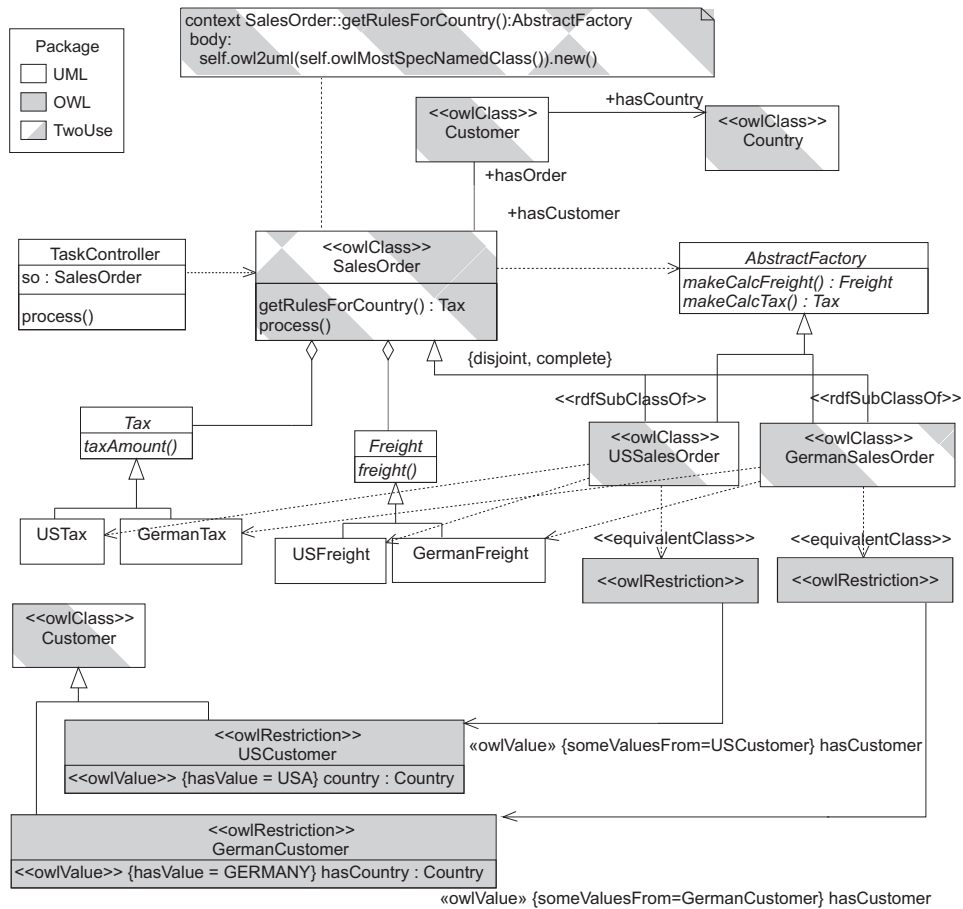 context SalesOrder::getRulesForCountry():AbstractFactory
body:
self.owl2uml(self.owlMostSpecNamedClass()).new()
Package
UML
OWL
TwoUse
<<owlClass>>
Customer
+hasCountry
<<owlClass>>
Country
+hasOrder
+hasCustomer
TaskController
so : SalesOrder
process()
<<owlClass>>
SalesOrder
getRulesForCountry() : Tax
process()
AbstractFactory
makeCalcFreight() : Freight
makeCalcTax() : Tax
{disjoint, complete}
<<rdfSubClassOf>>
<<rdfSubClassOf>>
Tax
taxAmount()
Freight
freight()
<<owlClass>>
USSalesOrder
<<owlClass>>
GermanSalesOrder
USTax
GermanTax
USFreight
GermanFreight
<<equivalentClass>>
<<equivalentClass>>
<<owlRestriction>>
<<owlRestriction>>
<<owlClass>>
Customer
<<owlRestriction>>
USCustomer
<<owlValue>> {hasValue = USA} country : Country
«owlValue» {someValuesFrom=USCustomer} hasCustomer
<<owlRestriction>>
GermanCustomer
<<owlValue>> {hasValue = GERMANY} hasCountry : Country
«owlValue» {someValuesFrom=GermanCustomer} hasCustomer